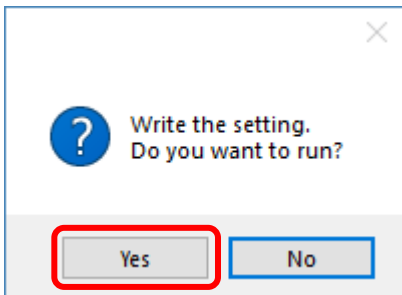 ?
Write the setting.
Do you want to run?
Yes
No